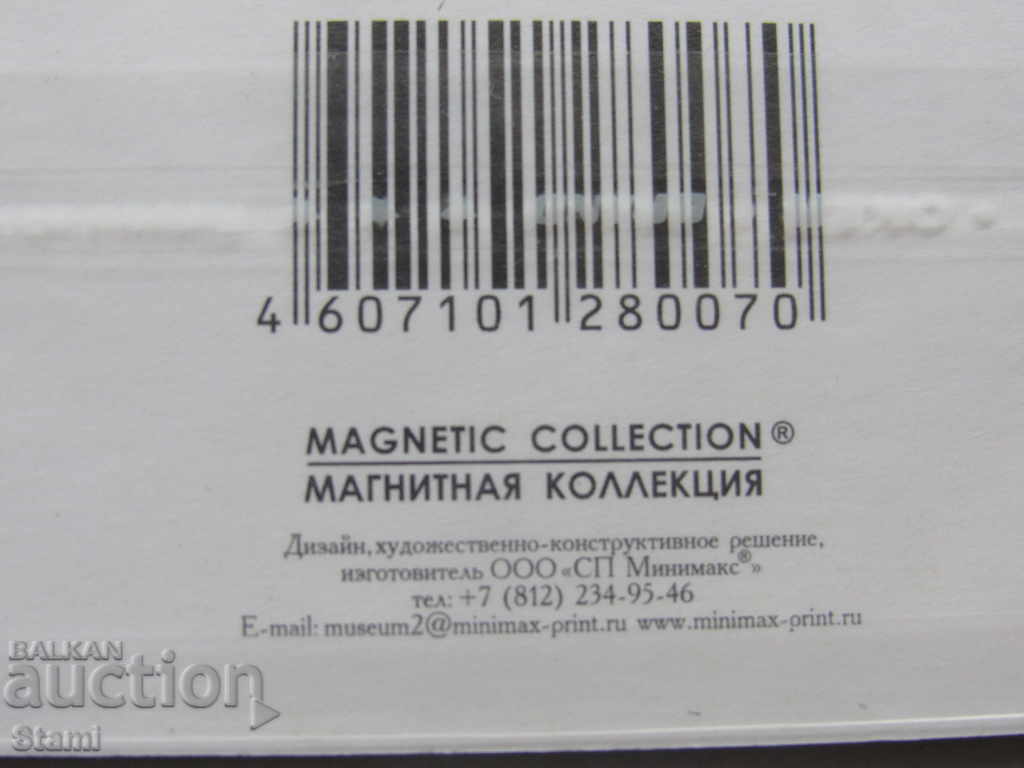 4 607101 280070
MAGNETIC COLLECTION®
МАГНИТНАЯ КОЛЛЕКЦИЯ
Дизайн, художественно-конструктивное решение,
изготовитель ООО «СП Минимакс®»
тел: +7 (812) 234-95-46
E-mail: museum2@minimax-print.ru www.minimax-print.ru
BALKAN
auction
Stami